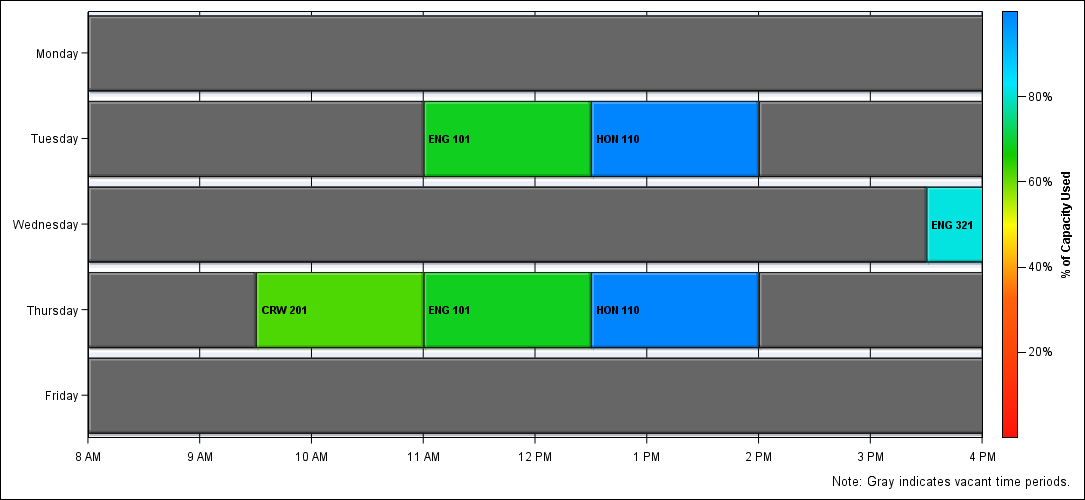 Monday
Tuesday
ENG 101
HON 110
80%
Wednesday
ENG 321
60%
% of Capacity Used
40%
Thursday
CRW 201
ENG 101
HON 110
20%
Friday
8 AM
9 AM
10 AM
11 AM
12 PM
1 PM
2 PM
3 PM
4 PM
Note: Gray indicates vacant time periods.